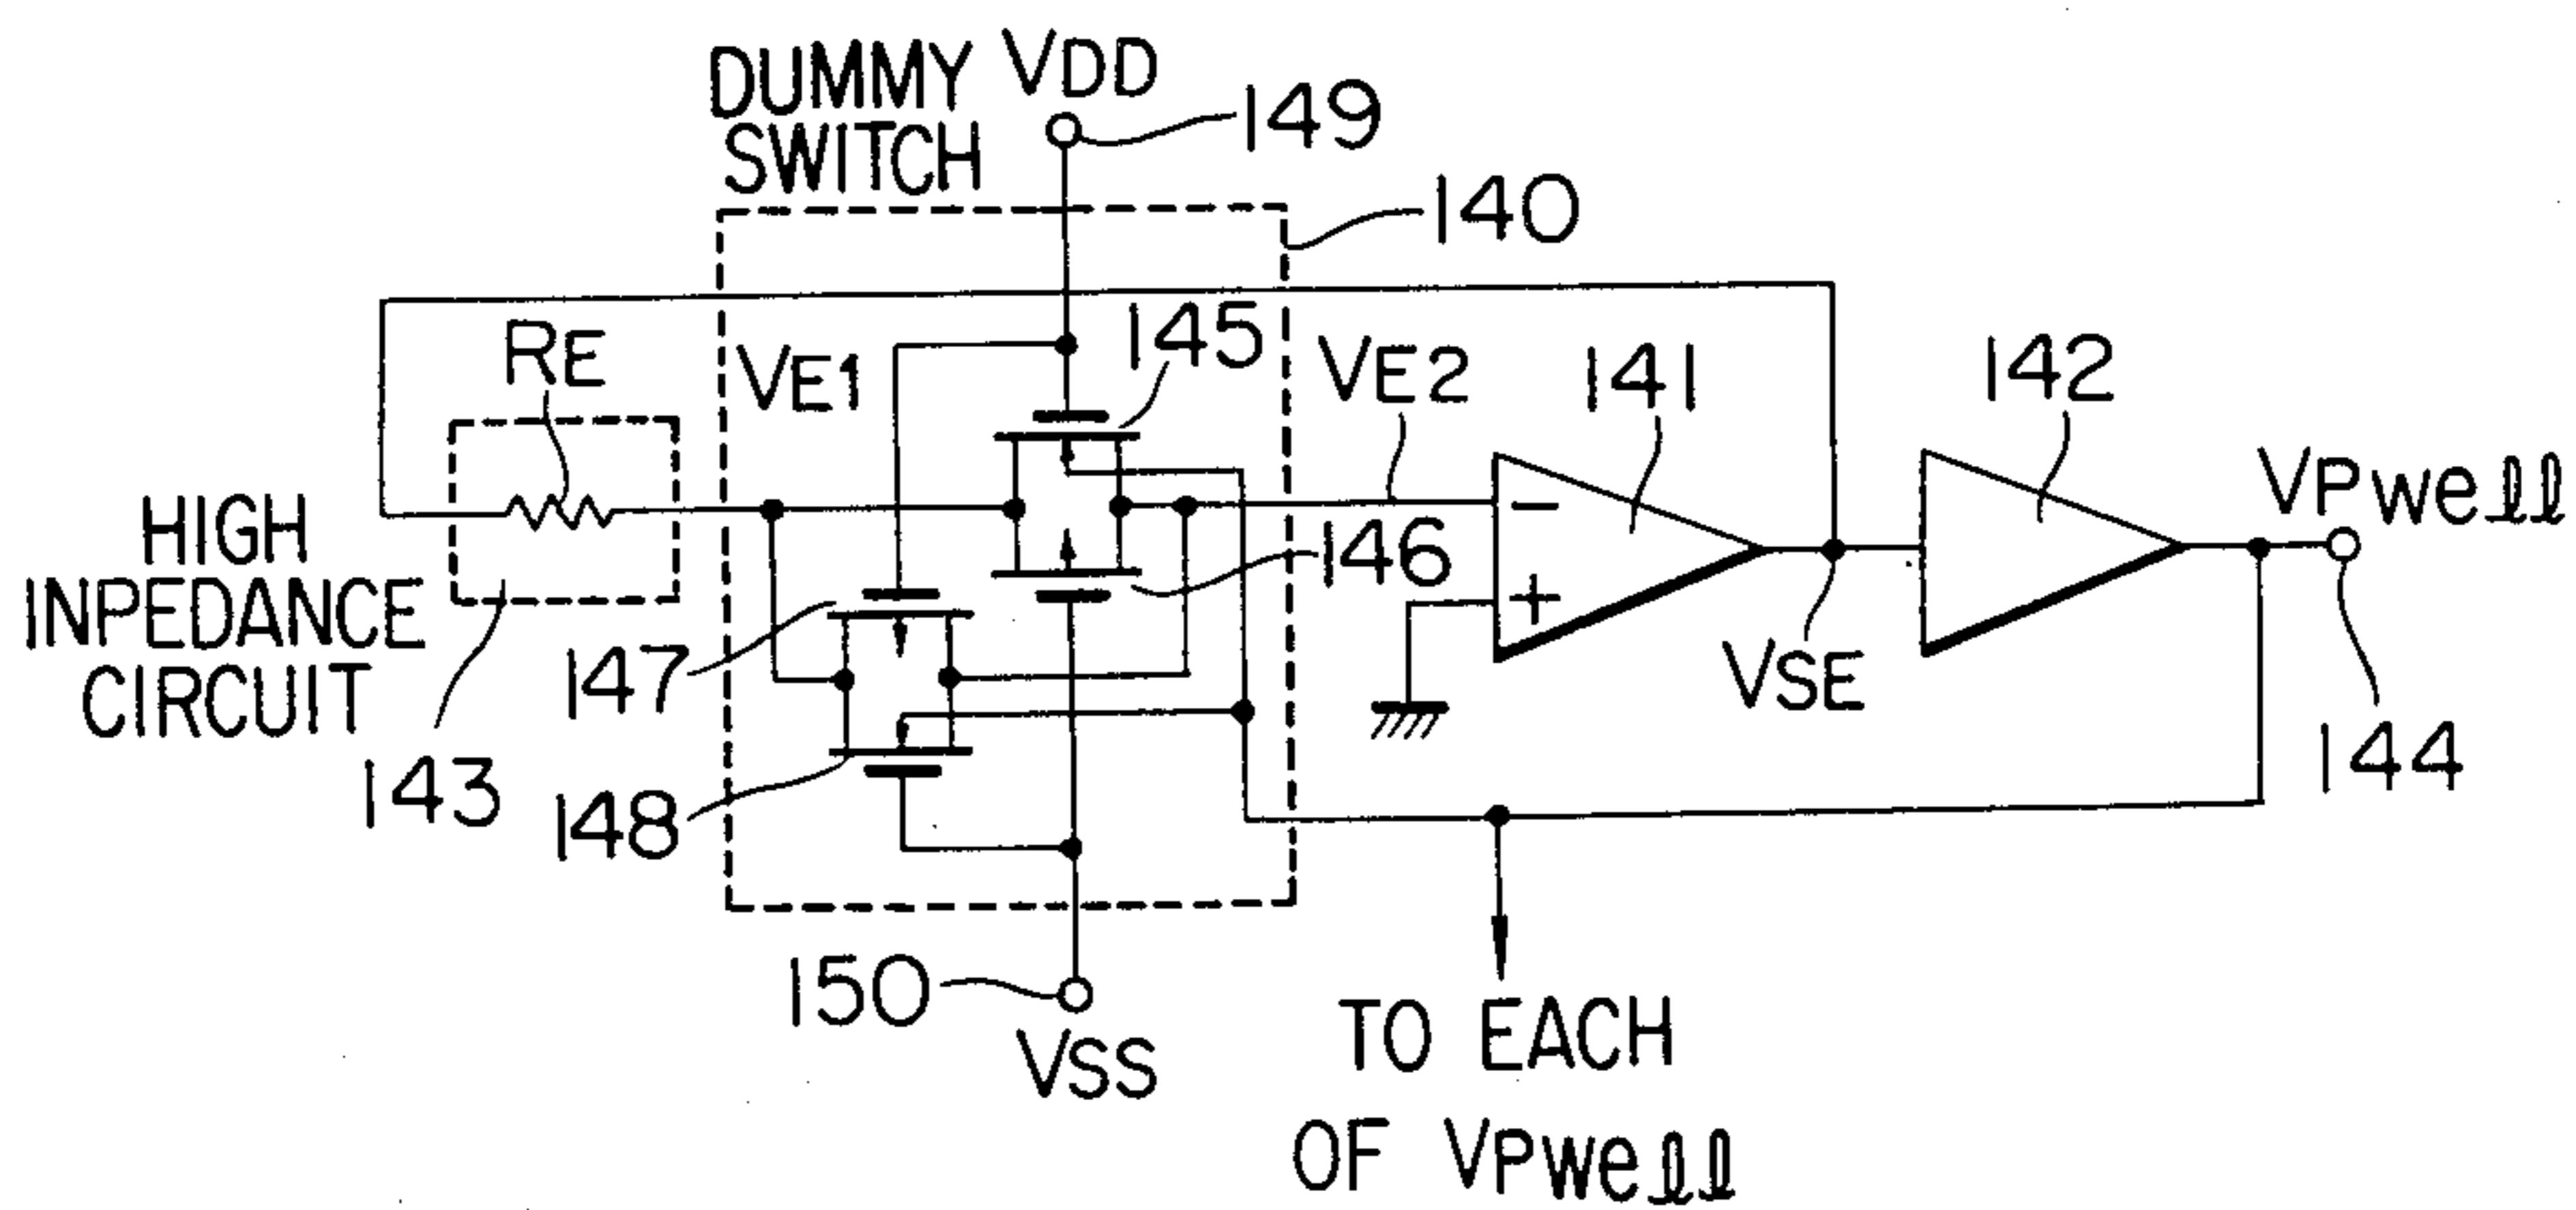 DUMMY
SWITCH
VDD
149
140
RE
VE1
145
VE2
141
142
VPwell
HIGH
INPEDANCE
CIRCUIT
143
147
148
146
VSE
144
150
VSS
TO EACH
OF VPwell
−
+